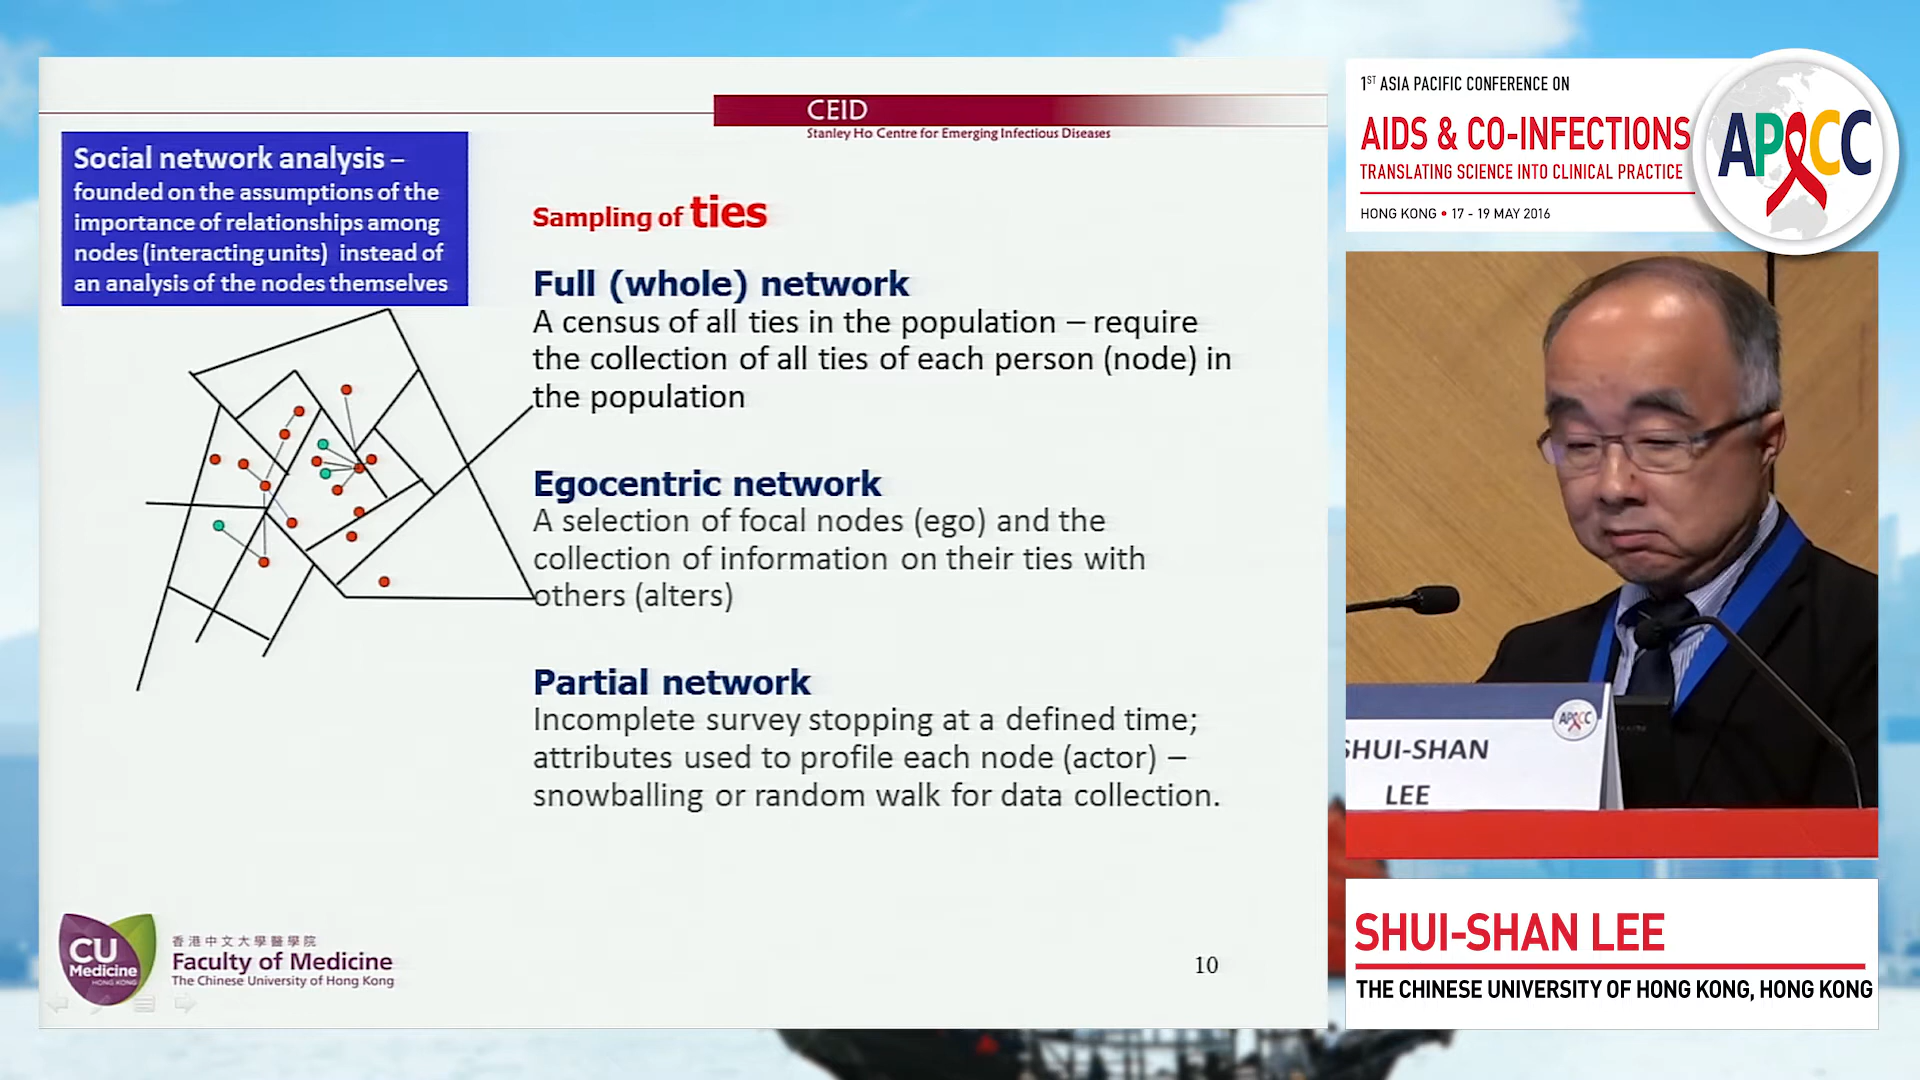 CEID
Stanley Ho Centre for Emerging Infectious Diseases
Social network analysis –
founded on the assumptions of the
importance of relationships among
nodes (interacting units) instead of
an analysis of the nodes themselves
Sampling of ties
Full (whole) network
A census of all ties in the population – require
the collection of all ties of each person (node) in
the population
Egocentric network
A selection of focal nodes (ego) and the
collection of information on their ties with
others (alters)
Partial network
Incomplete survey stopping at a defined time;
attributes used to profile each node (actor) –
snowballing or random walk for data collection.
CU
Medicine
HONG KONG
香港中文大學醫學院
Faculty of Medicine
The Chinese University of Hong Kong
10
1ST ASIA PACIFIC CONFERENCE ON
AIDS & CO-INFECTIONS
TRANSLATING SCIENCE INTO CLINICAL PRACTICE
HONG KONG • 17 - 19 MAY 2016
APACC
APACC
SHUI-SHAN
LEE
SHUI-SHAN LEE
THE CHINESE UNIVERSITY OF HONG KONG, HONG KONG